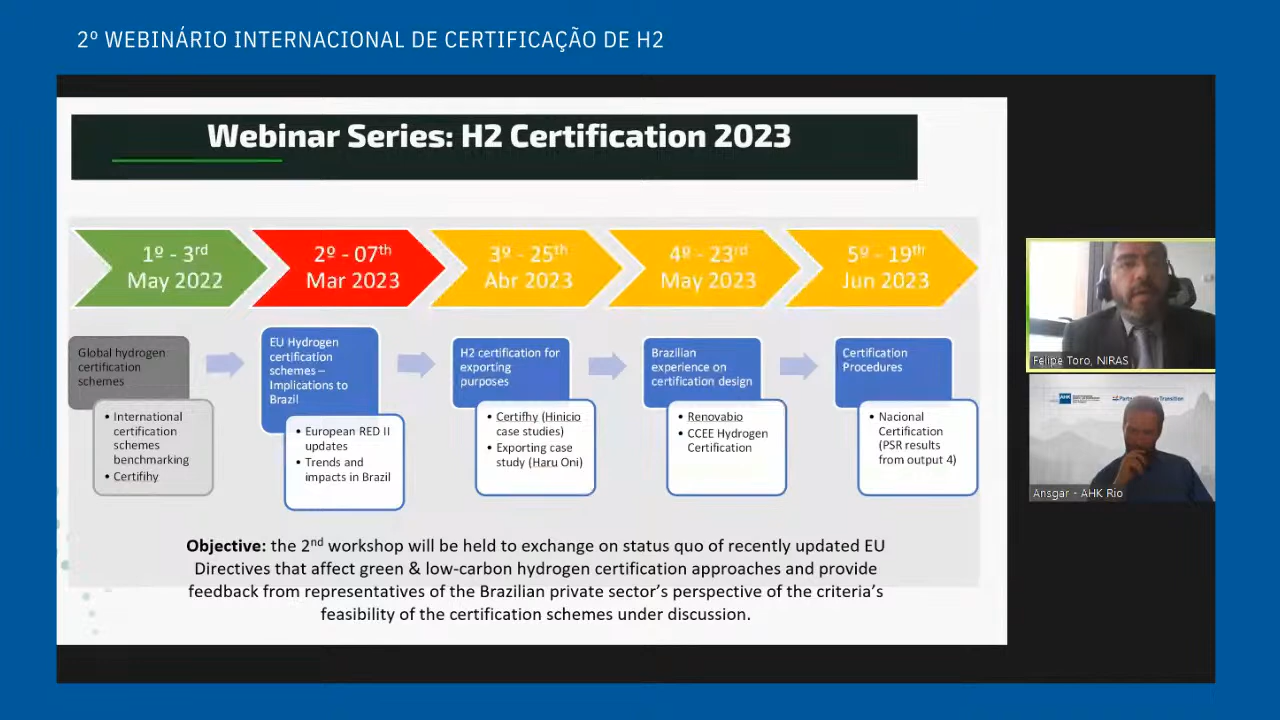 2º WEBINÁRIO INTERNACIONAL DE CERTIFICAÇÃO DE H2
Webinar Series: H2 Certification 2023
1º - 3rd
May 2022
2º - 07th
Mar 2023
3º - 25th
Abr 2023
4º - 23rd
May 2023
5º - 19th
Jun 2023
Global hydrogen
certification
schemes
• International
certification
schemes
benchmarking
• Certifihy
EU Hydrogen
certification
schemes –
Implications to
Brazil
• European RED II
updates
• Trends and
impacts in Brazil
H2 certification for
exporting
purposes
• Certifhy (Hinicio
case studies)
• Exporting case
study (Haru Oni)
Brazilian
experience on
certification design
• Renovabio
• CCEE Hydrogen
Certification
Certification
Procedures
• Nacional
Certification
(PSR results
from output 4)
Objective: the 2nd workshop will be held to exchange on status quo of recently updated EU
Directives that affect green & low-carbon hydrogen certification approaches and provide
feedback from representatives of the Brazilian private sector’s perspective of the criteria’s
feasibility of the certification schemes under discussion.
Felipe Toro, NIRAS
AHK
Ansgar - AHK Rio